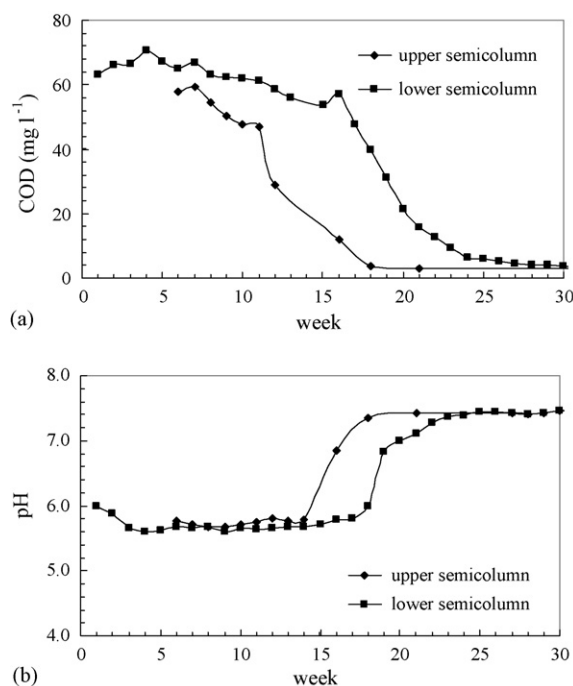 80
60
40
20
0
COD (mg l⁻¹)
upper semicolumn
lower semicolumn
0 5 10 15 20 25 30
week
(a)
8.0
7.0
6.0
5.0
4.0
pH
upper semicolumn
lower semicolumn
0 5 10 15 20 25 30
week
(b)